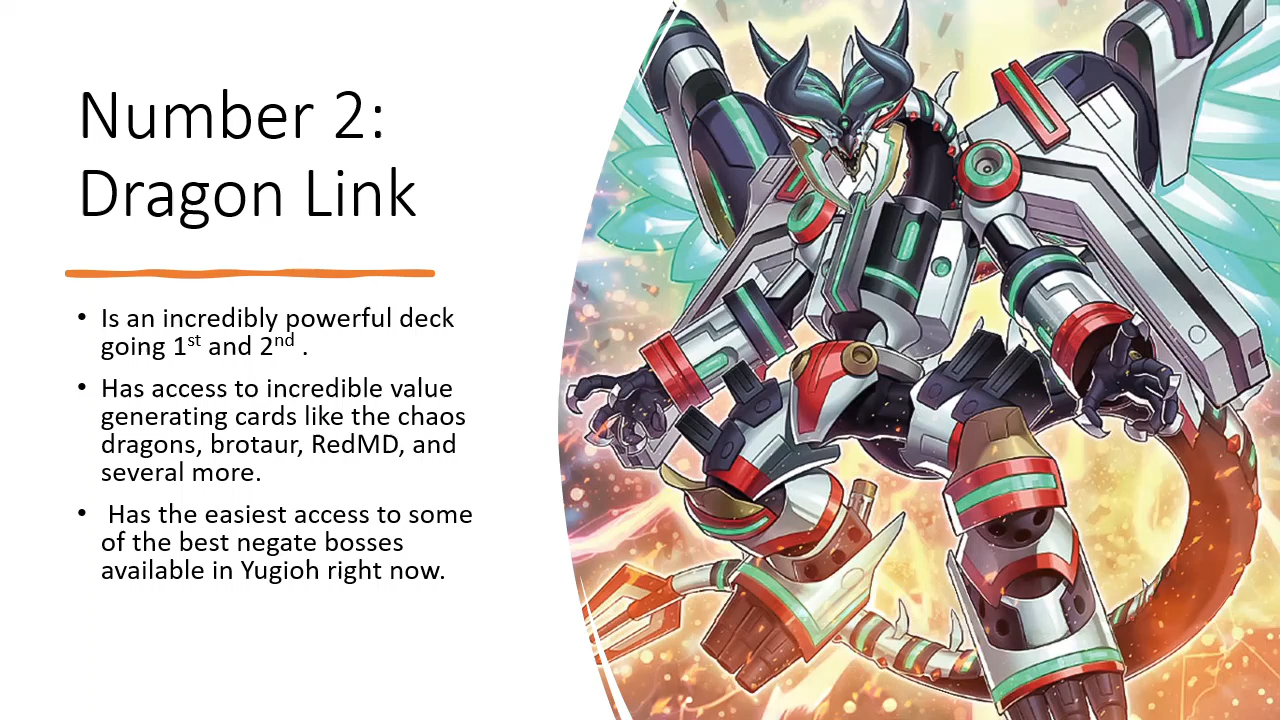 Number 2:
Dragon Link
• Is an incredibly powerful deck
going 1st and 2nd .
• Has access to incredible value
generating cards like the chaos
dragons, brotaur, RedMD, and
several more.
• Has the easiest access to some
of the best negate bosses
available in Yugioh right now.